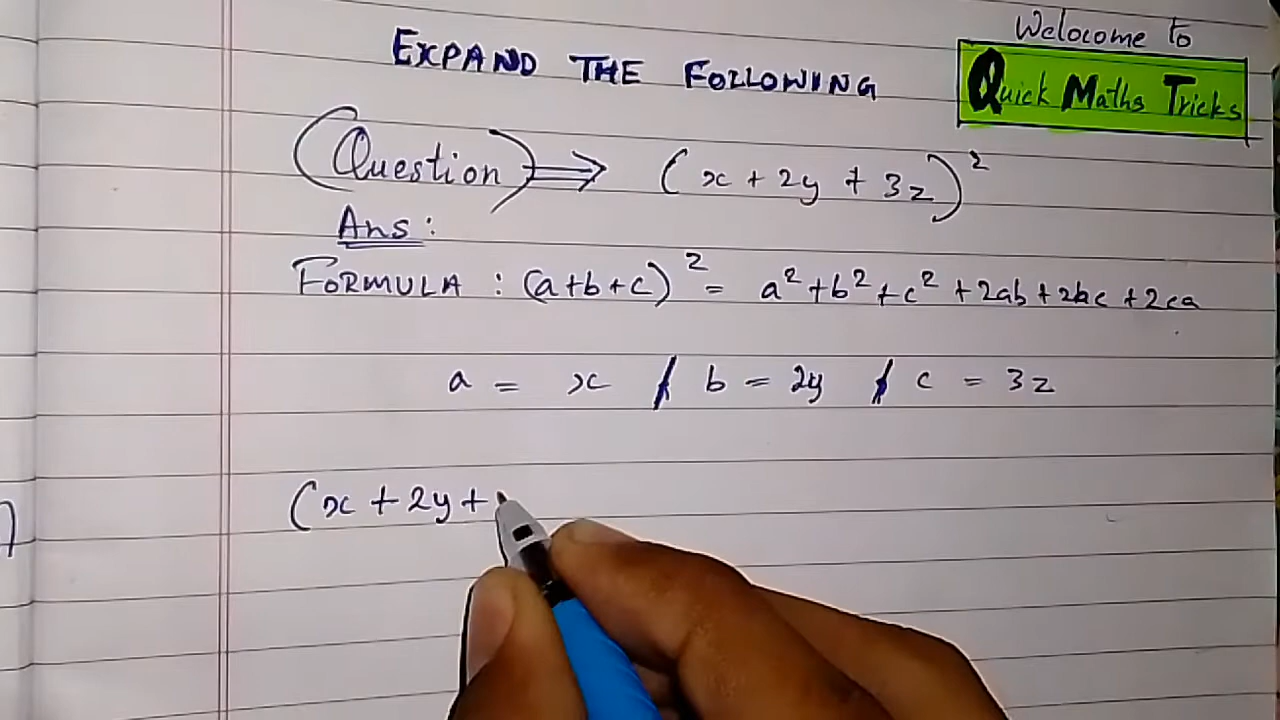 Welocome to
Quick Maths Tricks
EXPAND THE FOLLOWING
(Question) ⇒ (x + 2y + 3z)²
Ans:
FORMULA : (a+b+c)² = a²+b²+c²+2ab+2bc+2ca
a = x / b = 2y / c = 3z
(x + 2y +